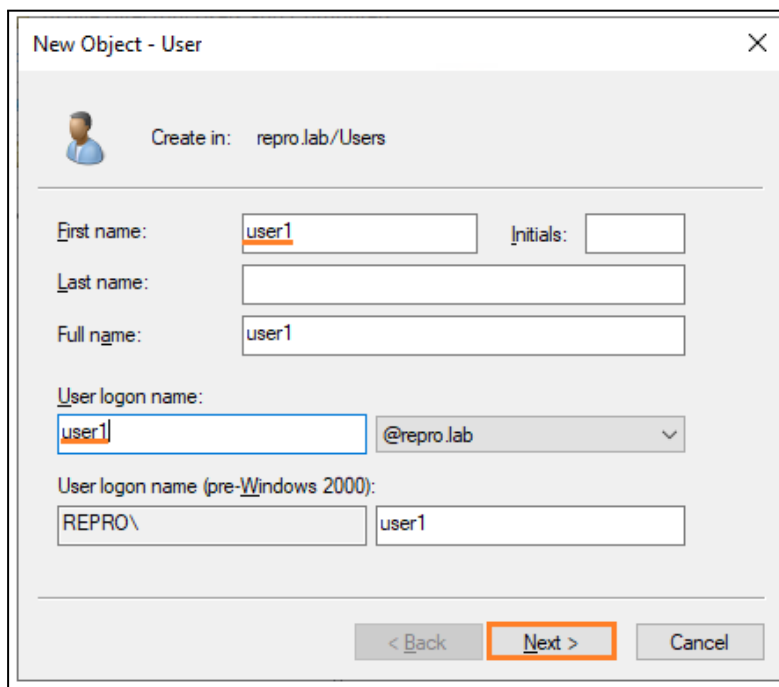 New Object - User
Create in: repro.lab/Users
First name: user1 Initials:
Last name:
Full name: user1
User logon name:
user1 @repro.lab
User logon name (pre-Windows 2000):
REPRO\ user1
< Back Next > Cancel